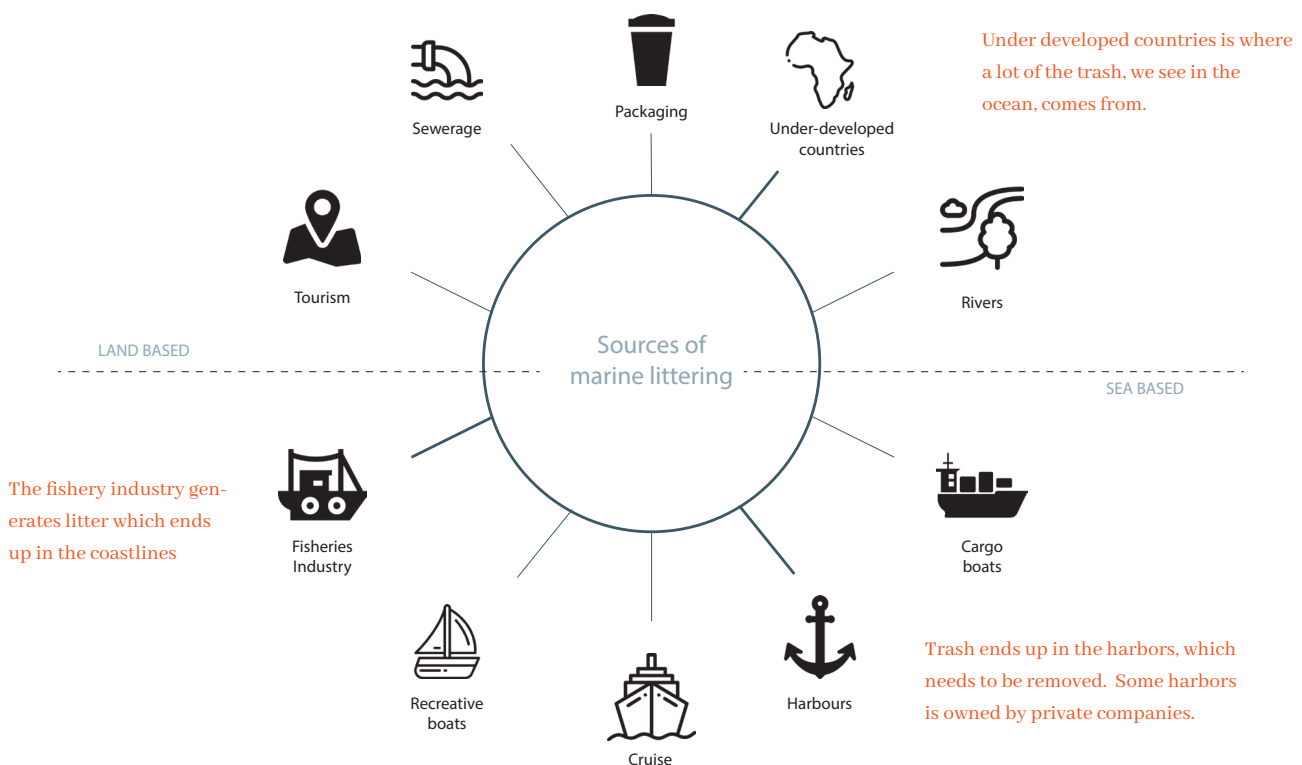 Under developed countries is where
a lot of the trash, we see in the
ocean, comes from.
Packaging
Sewerage
Under-developed
countries
Tourism
Rivers
Sources of
marine littering
LAND BASED
SEA BASED
The fishery industry gen-
erates litter which ends
up in the coastlines
Fisheries
Industry
Cargo
boats
Recreative
boats
Harbours
Cruise
Trash ends up in the harbors, which
needs to be removed.  Some harbors
is owned by private companies.